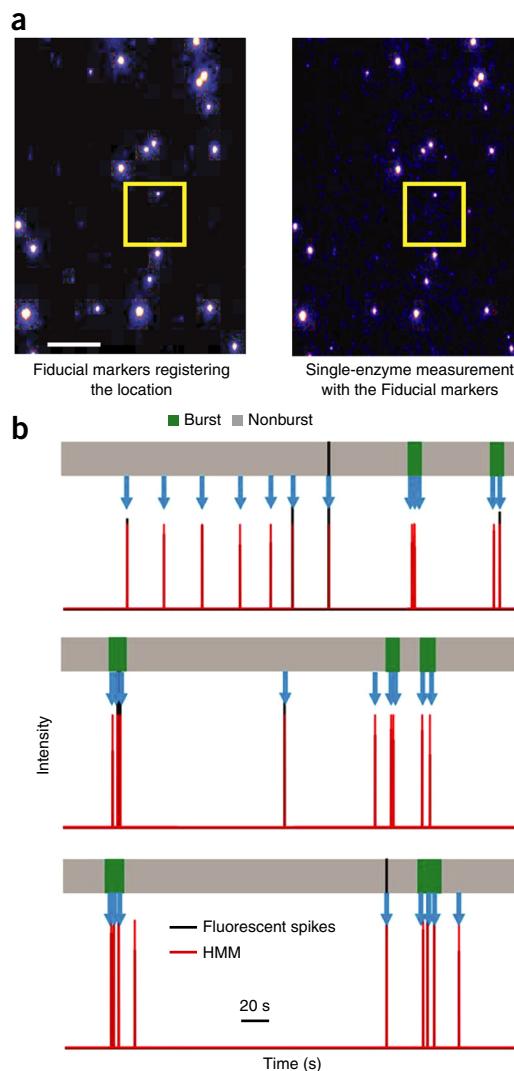 a
Fiducial markers registering
the location
Single-enzyme measurement
with the Fiducial markers
b
Burst Nonburst
Intensity
Fluorescent spikes
HMM
20 s
Time (s)